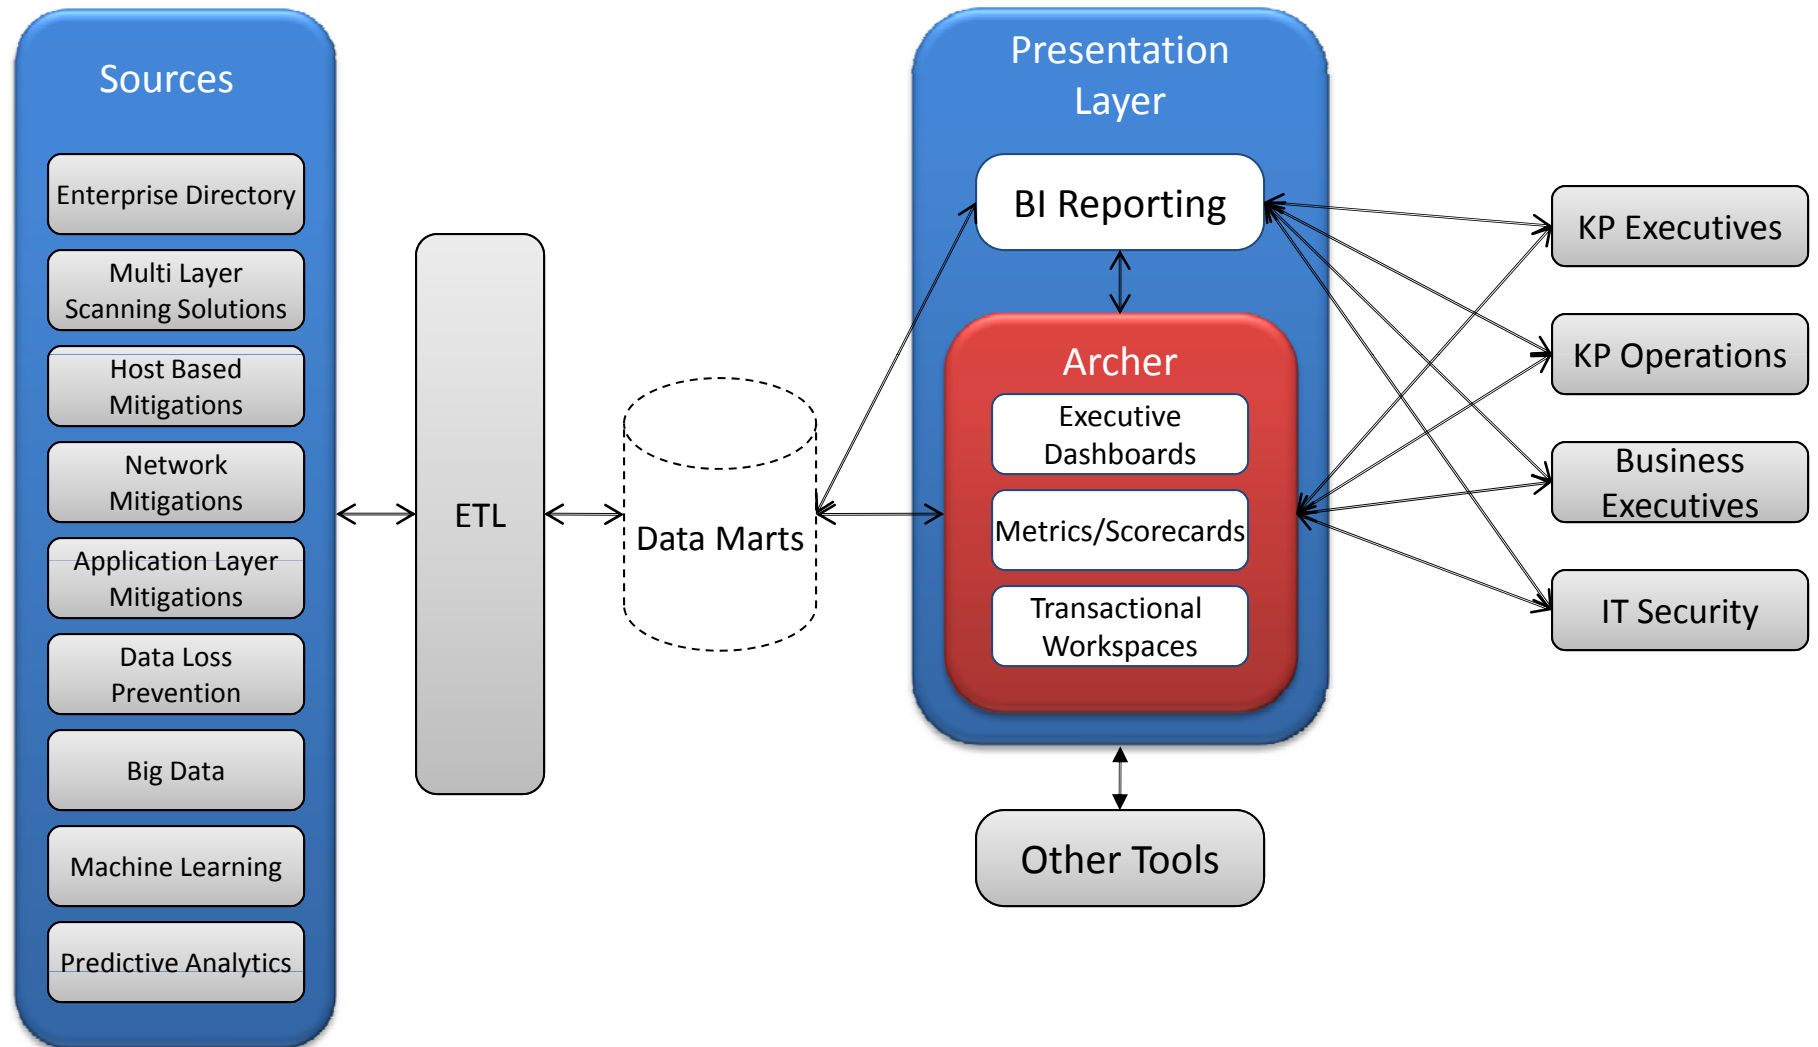 Sources
Enterprise Directory
Multi Layer
Scanning Solutions
Host Based
Mitigations
Network
Mitigations
Application Layer
Mitigations
Data Loss
Prevention
Big Data
Machine Learning
Predictive Analytics
ETL
Data Marts
Presentation
Layer
BI Reporting
Archer
Executive
Dashboards
Metrics/Scorecards
Transactional
Workspaces
Other Tools
KP Executives
KP Operations
Business
Executives
IT Security